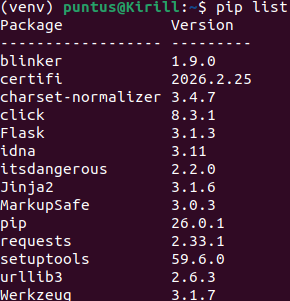 (venv) puntus@Kirill:~$ pip list
Package            Version
------------------ ---------
blinker            1.9.0
certifi            2026.2.25
charset-normalizer 3.4.7
click              8.3.1
Flask              3.1.3
idna               3.11
itsdangerous       2.2.0
Jinja2             3.1.6
MarkupSafe         3.0.3
pip                26.0.1
requests           2.33.1
setuptools         59.6.0
urllib3            2.6.3
Werkzeug           3.1.7